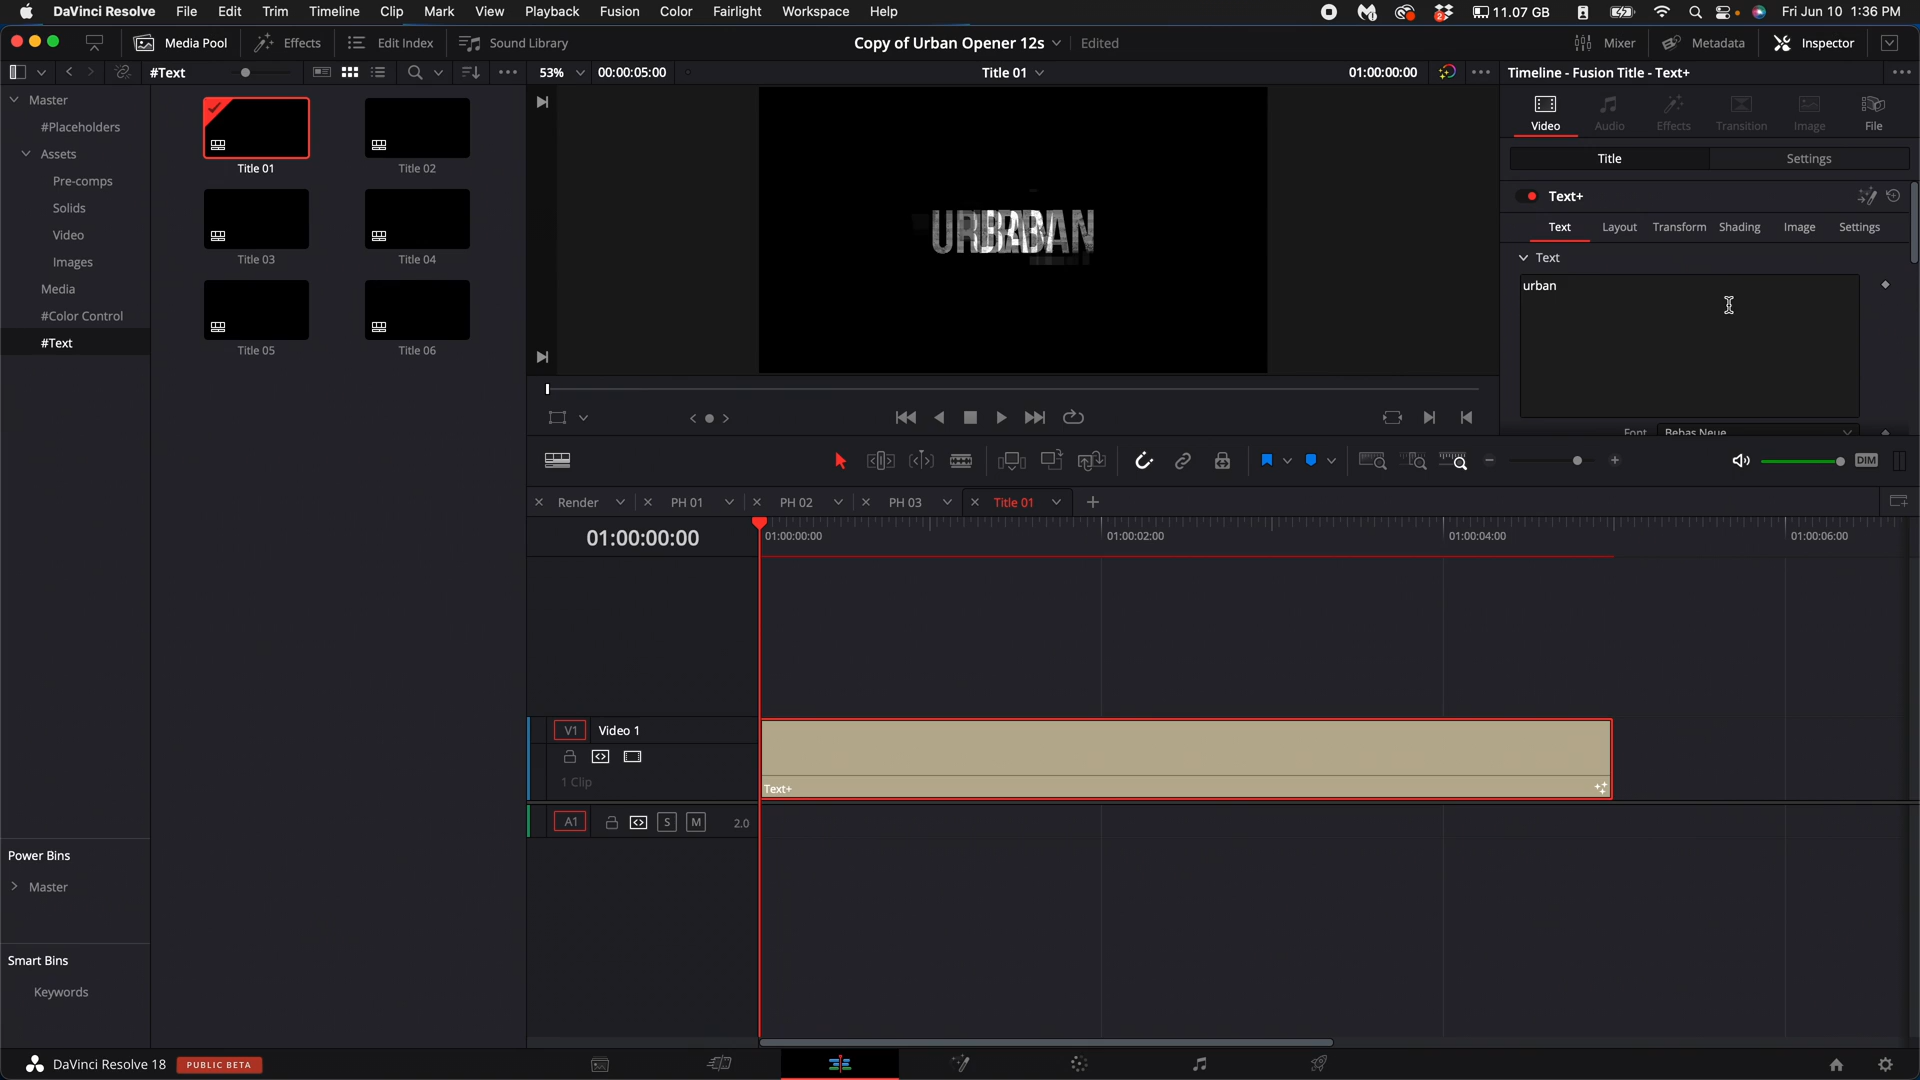 DaVinci Resolve File Edit Trim Timeline Clip Mark View Playback Fusion Color Fairlight Workspace Help 2 11.07 GB Fri Jun 10 1:36 PM
Media Pool Effects Edit Index Sound Library Copy of Urban Opener 12s Edited Mixer Metadata Inspector
#Text 53% 00:00:05:00 Title 01 01:00:00:00 Timeline - Fusion Title - Text+
Master
#Placeholders
Assets
Pre-comps
Solids
Video
Images
Media
#Color Control
#Text
Title 01 Title 02
Title 03 Title 04
Title 05 Title 06
Video Audio Effects Transition Image File
Title Settings
Text+
Text Layout Transform Shading Image Settings
Text
urban
Font Bebas Neue
DIM
Render PH 01 PH 02 PH 03 Title 01
01:00:00:00 01:00:00:00 01:00:02:00 01:00:04:00 01:00:06:00
V1 Video 1
1 Clip
Text+
A1 S M 2.0
Power Bins
Master
Smart Bins
Keywords
DaVinci Resolve 18 PUBLIC BETA